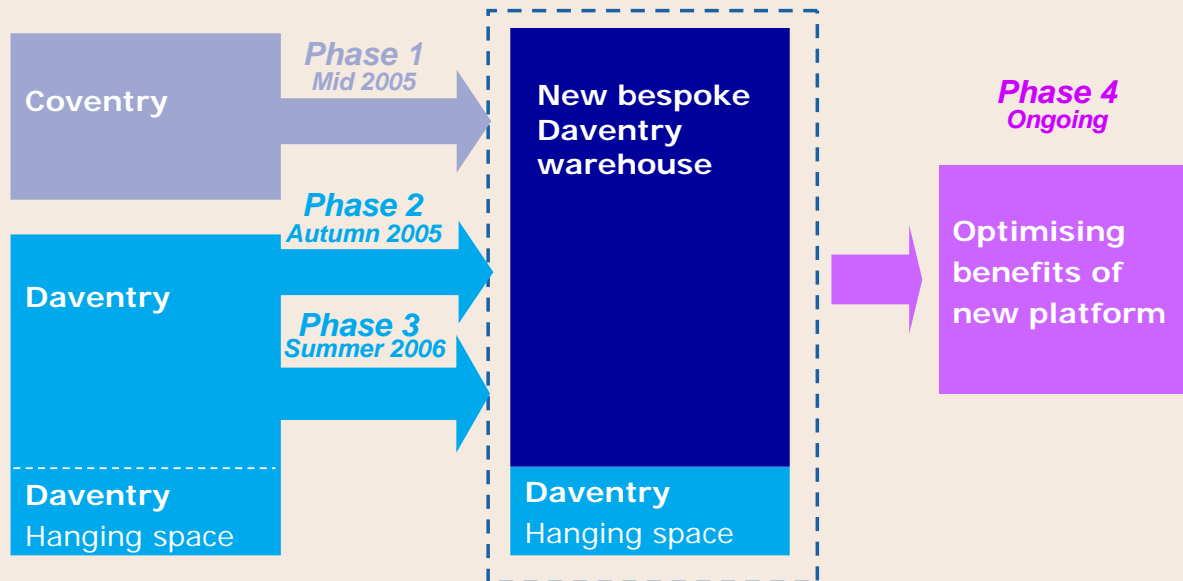 Coventry
Phase 1
Mid 2005
Daventry
Phase 2
Autumn 2005
Phase 3
Summer 2006
Daventry
Hanging space
New bespoke
Daventry
warehouse
Daventry
Hanging space
Phase 4
Ongoing
Optimising
benefits of
new platform